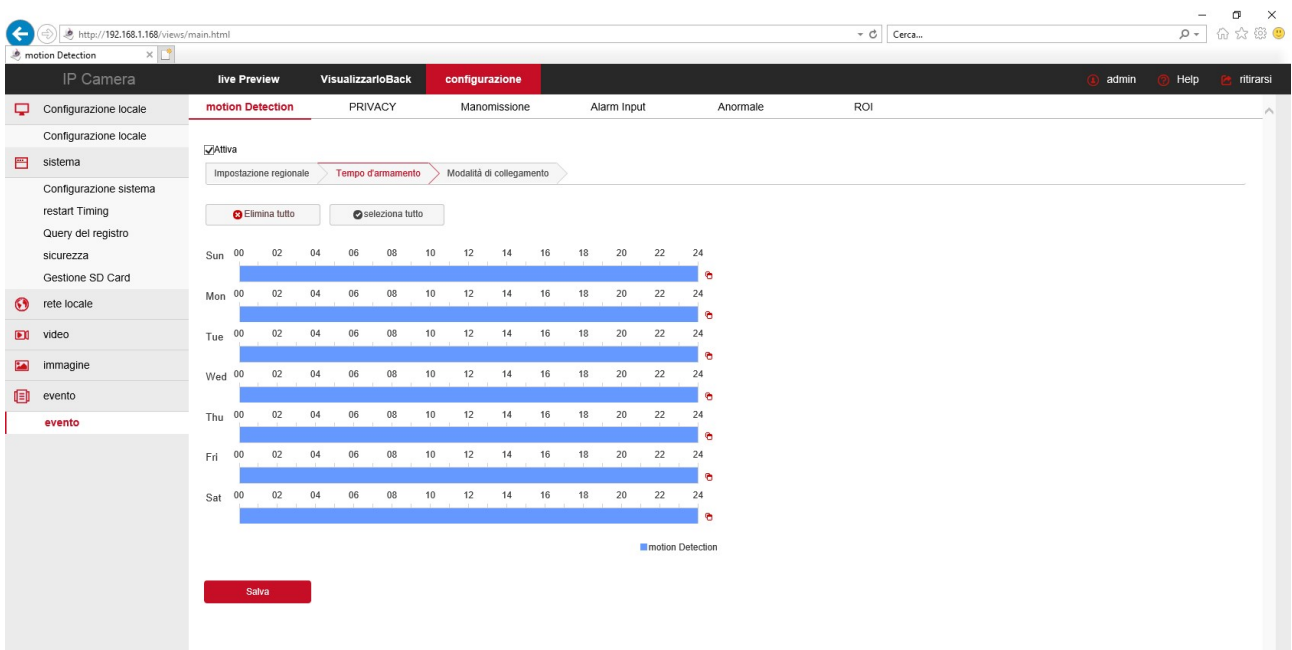 http://192.168.1.168/views/main.html
Cerca...
motion Detection
IP Camera
live Preview VisualizzarloBack configurazione
admin Help ritirarsi
Configurazione locale
Configurazione locale
sistema
Configurazione sistema
restart Timing
Query del registro
sicurezza
Gestione SD Card
rete locale
video
immagine
evento
evento
motion Detection PRIVACY Manomissione Alarm Input Anormale ROI
Attiva
Impostazione regionale Tempo d'armamento Modalitá di collegamento
Elimina tutto seleziona tutto
Sun 00 02 04 06 08 10 12 14 16 18 20 22 24
Mon 00 02 04 06 08 10 12 14 16 18 20 22 24
Tue 00 02 04 06 08 10 12 14 16 18 20 22 24
Wed 00 02 04 06 08 10 12 14 16 18 20 22 24
Thu 00 02 04 06 08 10 12 14 16 18 20 22 24
Fri 00 02 04 06 08 10 12 14 16 18 20 22 24
Sat 00 02 04 06 08 10 12 14 16 18 20 22 24
motion Detection
Salva